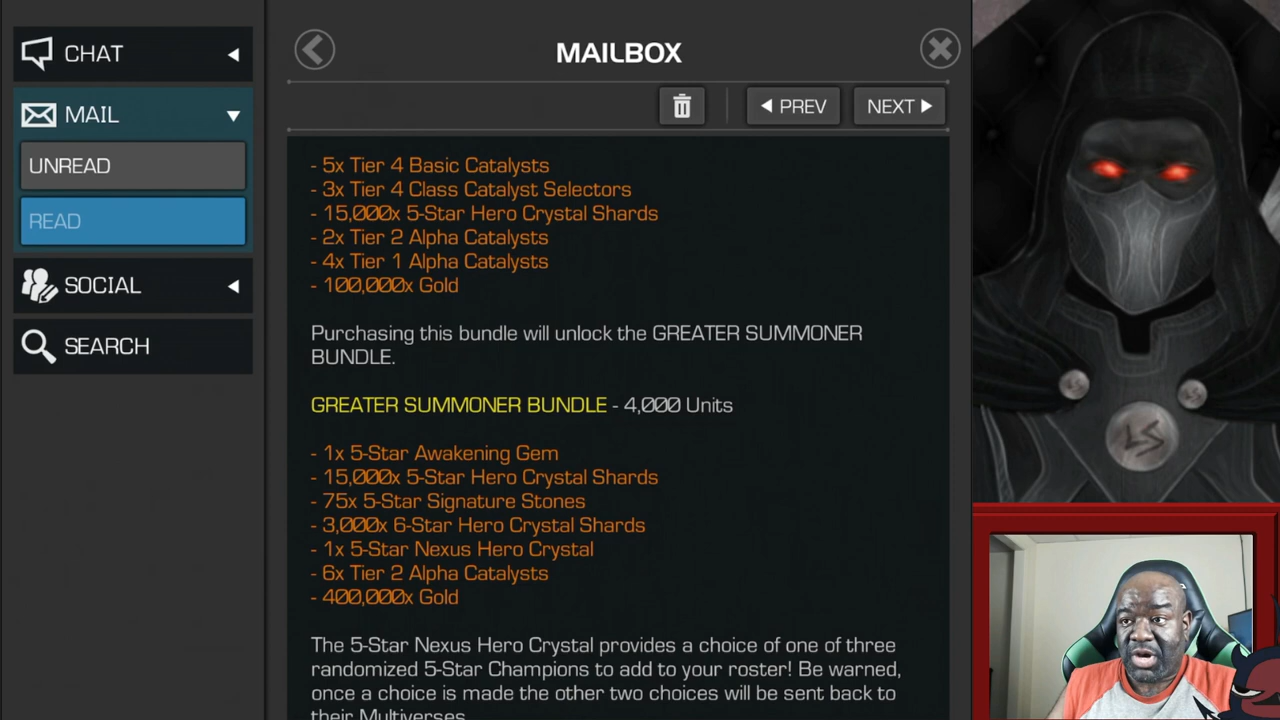 CHAT
MAIL
UNREAD
READ
SOCIAL
SEARCH
MAILBOX
PREV
NEXT
- 5x Tier 4 Basic Catalysts
- 3x Tier 4 Class Catalyst Selectors
- 15,000x 5-Star Hero Crystal Shards
- 2x Tier 2 Alpha Catalysts
- 4x Tier 1 Alpha Catalysts
- 100,000x Gold
Purchasing this bundle will unlock the GREATER SUMMONER
BUNDLE.
GREATER SUMMONER BUNDLE - 4,000 Units
- 1x 5-Star Awakening Gem
- 15,000x 5-Star Hero Crystal Shards
- 75x 5-Star Signature Stones
- 3,000x 6-Star Hero Crystal Shards
- 1x 5-Star Nexus Hero Crystal
- 6x Tier 2 Alpha Catalysts
- 400,000x Gold
The 5-Star Nexus Hero Crystal provides a choice of one of three
randomized 5-Star Champions to add to your roster! Be warned,
once a choice is made the other two choices will be sent back to
their Multiverses
LS